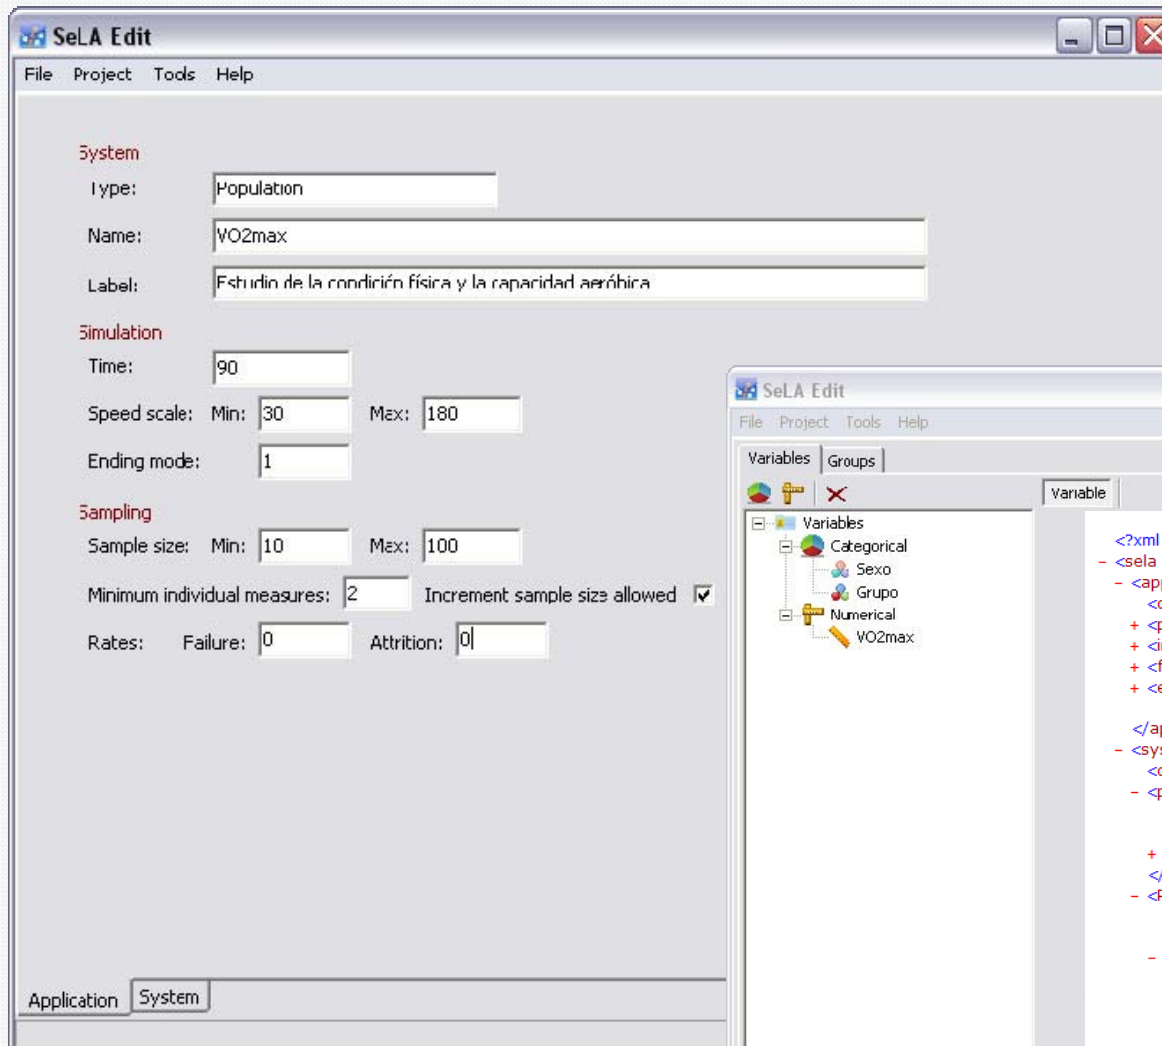 SeLA Edit
File Project Tools Help
System
Type: Population
Name: VO2max
Label: Estudio de la condición física y la capacidad aeróbica
Simulation
Time: 90
Speed scale: Min: 30 Max: 180
Ending mode: 1
Sampling
Sample size: Min: 10 Max: 100
Minimum individual measures: 2 Increment sample size allowed
Rates: Failure: 0 Attrition: 0
Application System
SeLA Edit
File Project Tools Help
Variables Groups
Variable
Variables
Categorical
Sexo
Grupo
Numerical
VO2max
<?xml
- <sela
- <ap
<
+ <p
+ <i
+ <f
+ <e
</a
- <sys
<
- <p
+
</
- <P
-